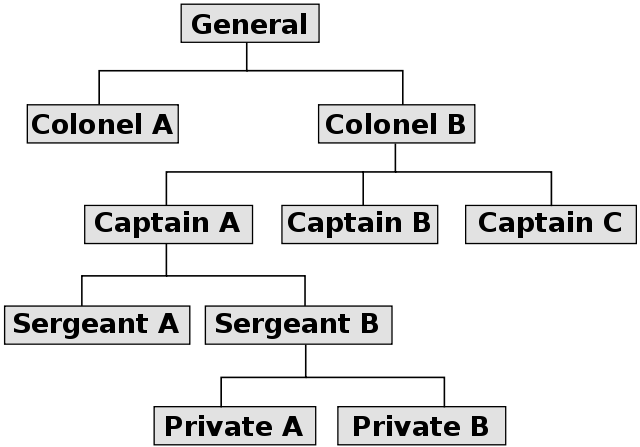 General
Colonel A
Colonel B
Captain A
Captain B
Captain C
Sergeant A
Sergeant B
Private A
Private B